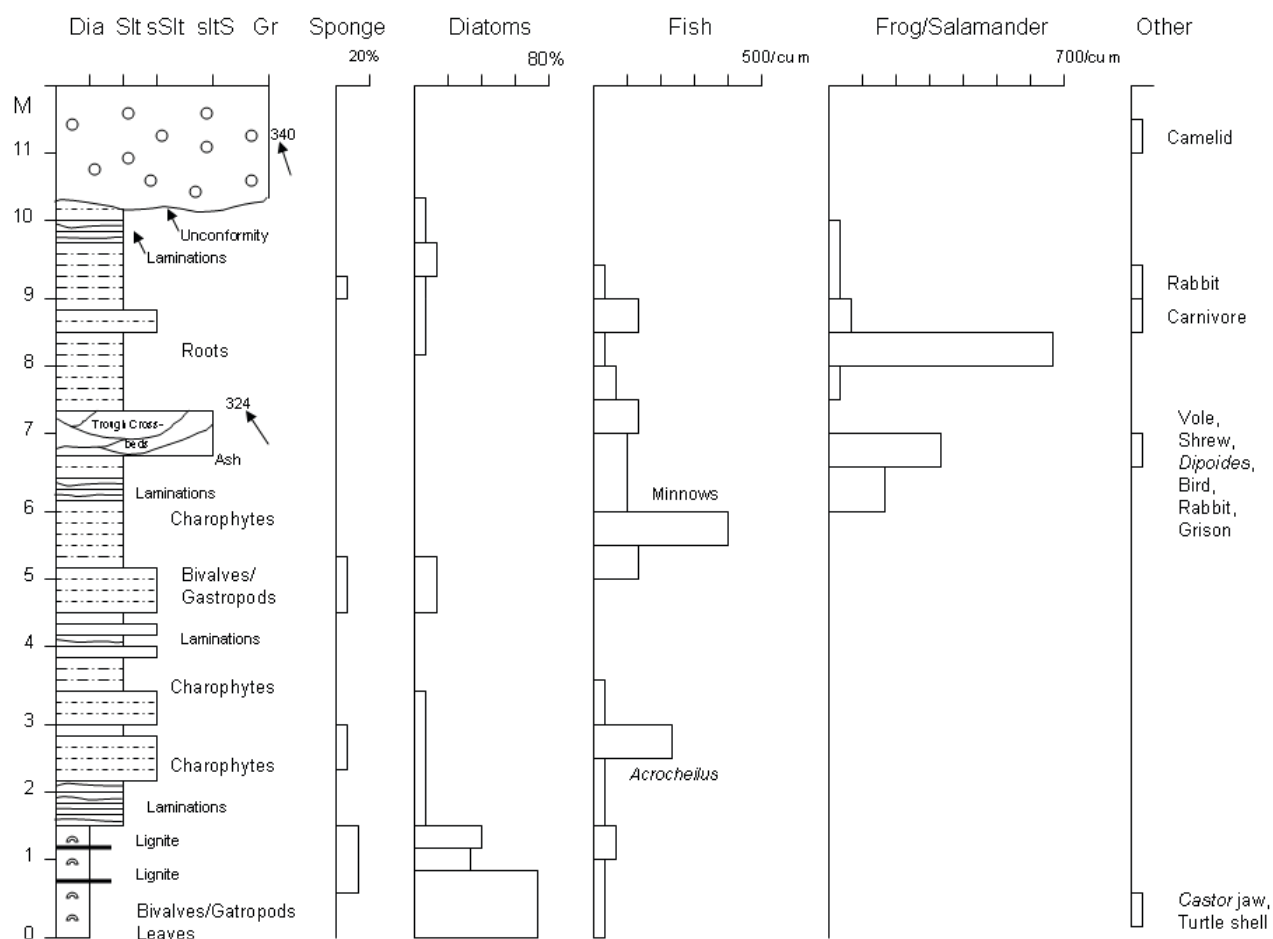 Dia Slt sSlt sltS Gr Sponge Diatoms Fish Frog/Salamander Other
20% 80% 500/cu m 700/cu m
M
11
10
9
8
7
6
5
4
3
2
1
0
340
Unconformity
Laminations
Roots
324
Trough Cross-
beds
Ash
Laminations
Charophytes
Bivalves/
Gastropods
Laminations
Charophytes
Charophytes
Laminations
Lignite
Lignite
Bivalves/Gatropods
Leaves
Minnows
Acrocheilus
Camelid
Rabbit
Carnivore
Vole,
Shrew,
Dipoides,
Bird,
Rabbit,
Grison
Castor jaw,
Turtle shell